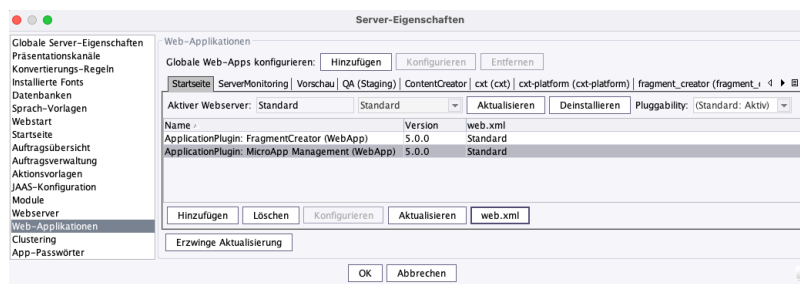 Server-Eigenschaften
Globale Server-Eigenschaften
Präsentationskanäle
Konvertierungs-Regeln
Installierte Fonts
Datenbanken
Sprach-Vorlagen
Webstart
Startseite
Auftragsübersicht
Auftragsverwaltung
Aktionsvorlagen
JAAS-Konfiguration
Module
Webserver
Web-Applikationen
Clustering
App-Passwörter
Web-Applikationen
Globale Web-Apps konfigurieren: Hinzufügen Konfigurieren Entfernen
Startseite ServerMonitoring Vorschau QA (Staging) ContentCreator cxt (cxt) cxt-platform (cxt-platform) fragment_creator (fragment_
Aktiver Webserver: Standard Standard Aktualisieren Deinstallieren Pluggability: (Standard: Aktiv)
Name Version web.xml
ApplicationPlugin: FragmentCreator (WebApp) 5.0.0 Standard
ApplicationPlugin: MicroApp Management (WebApp) 5.0.0 Standard
Hinzufügen Löschen Konfigurieren Aktualisieren web.xml
Erzwinge Aktualisierung
OK Abbrechen